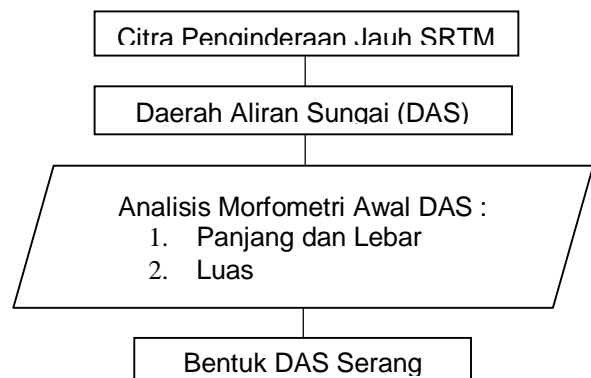 Citra Penginderaan Jauh SRTM
Daerah Aliran Sungai (DAS)
Analisis Morfometri Awal DAS :
1. Panjang dan Lebar
2. Luas
Bentuk DAS Serang